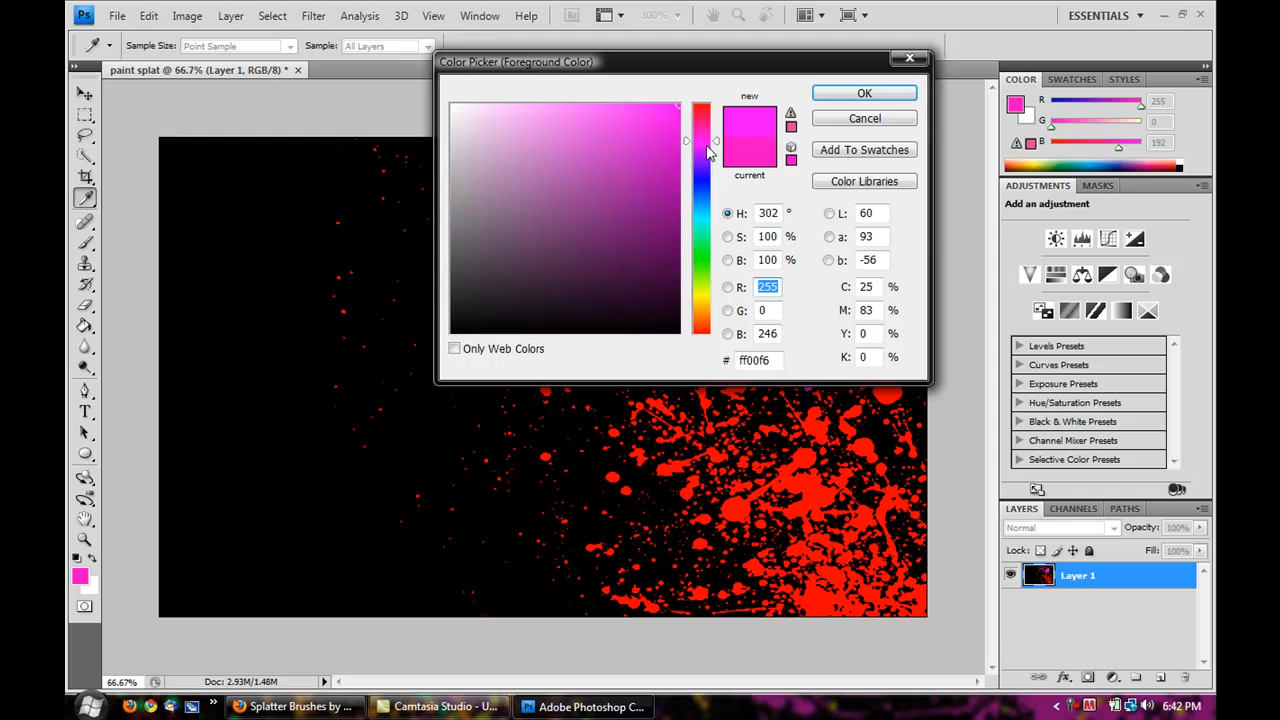 Ps File Edit Image Layer Select Filter Analysis 3D View Window Help Br 100% ESSENTIALS
Sample Size: Point Sample Sample: All Layers
paint splat @ 66.7% (Layer 1, RGB/8) *
Color Picker (Foreground Color)
new
current
OK
Cancel
Add To Swatches
Color Libraries
H: 302 ° L: 60
S: 100 % a: 93
B: 100 % b: -56
R: 255 C: 25 %
G: 0 M: 83 %
B: 246 Y: 0 %
# ff00f6 K: 0 %
Only Web Colors
COLOR SWATCHES STYLES
R 255
G 0
B 192
ADJUSTMENTS MASKS
Add an adjustment
Levels Presets
Curves Presets
Exposure Presets
Hue/Saturation Presets
Black & White Presets
Channel Mixer Presets
Selective Color Presets
LAYERS CHANNELS PATHS
Normal Opacity: 100%
Lock: Fill: 100%
Layer 1
66.67% Doc: 2.93M/1.48M
Splatter Brushes by ... Camtasia Studio - U... Adobe Photoshop C... 6:42 PM